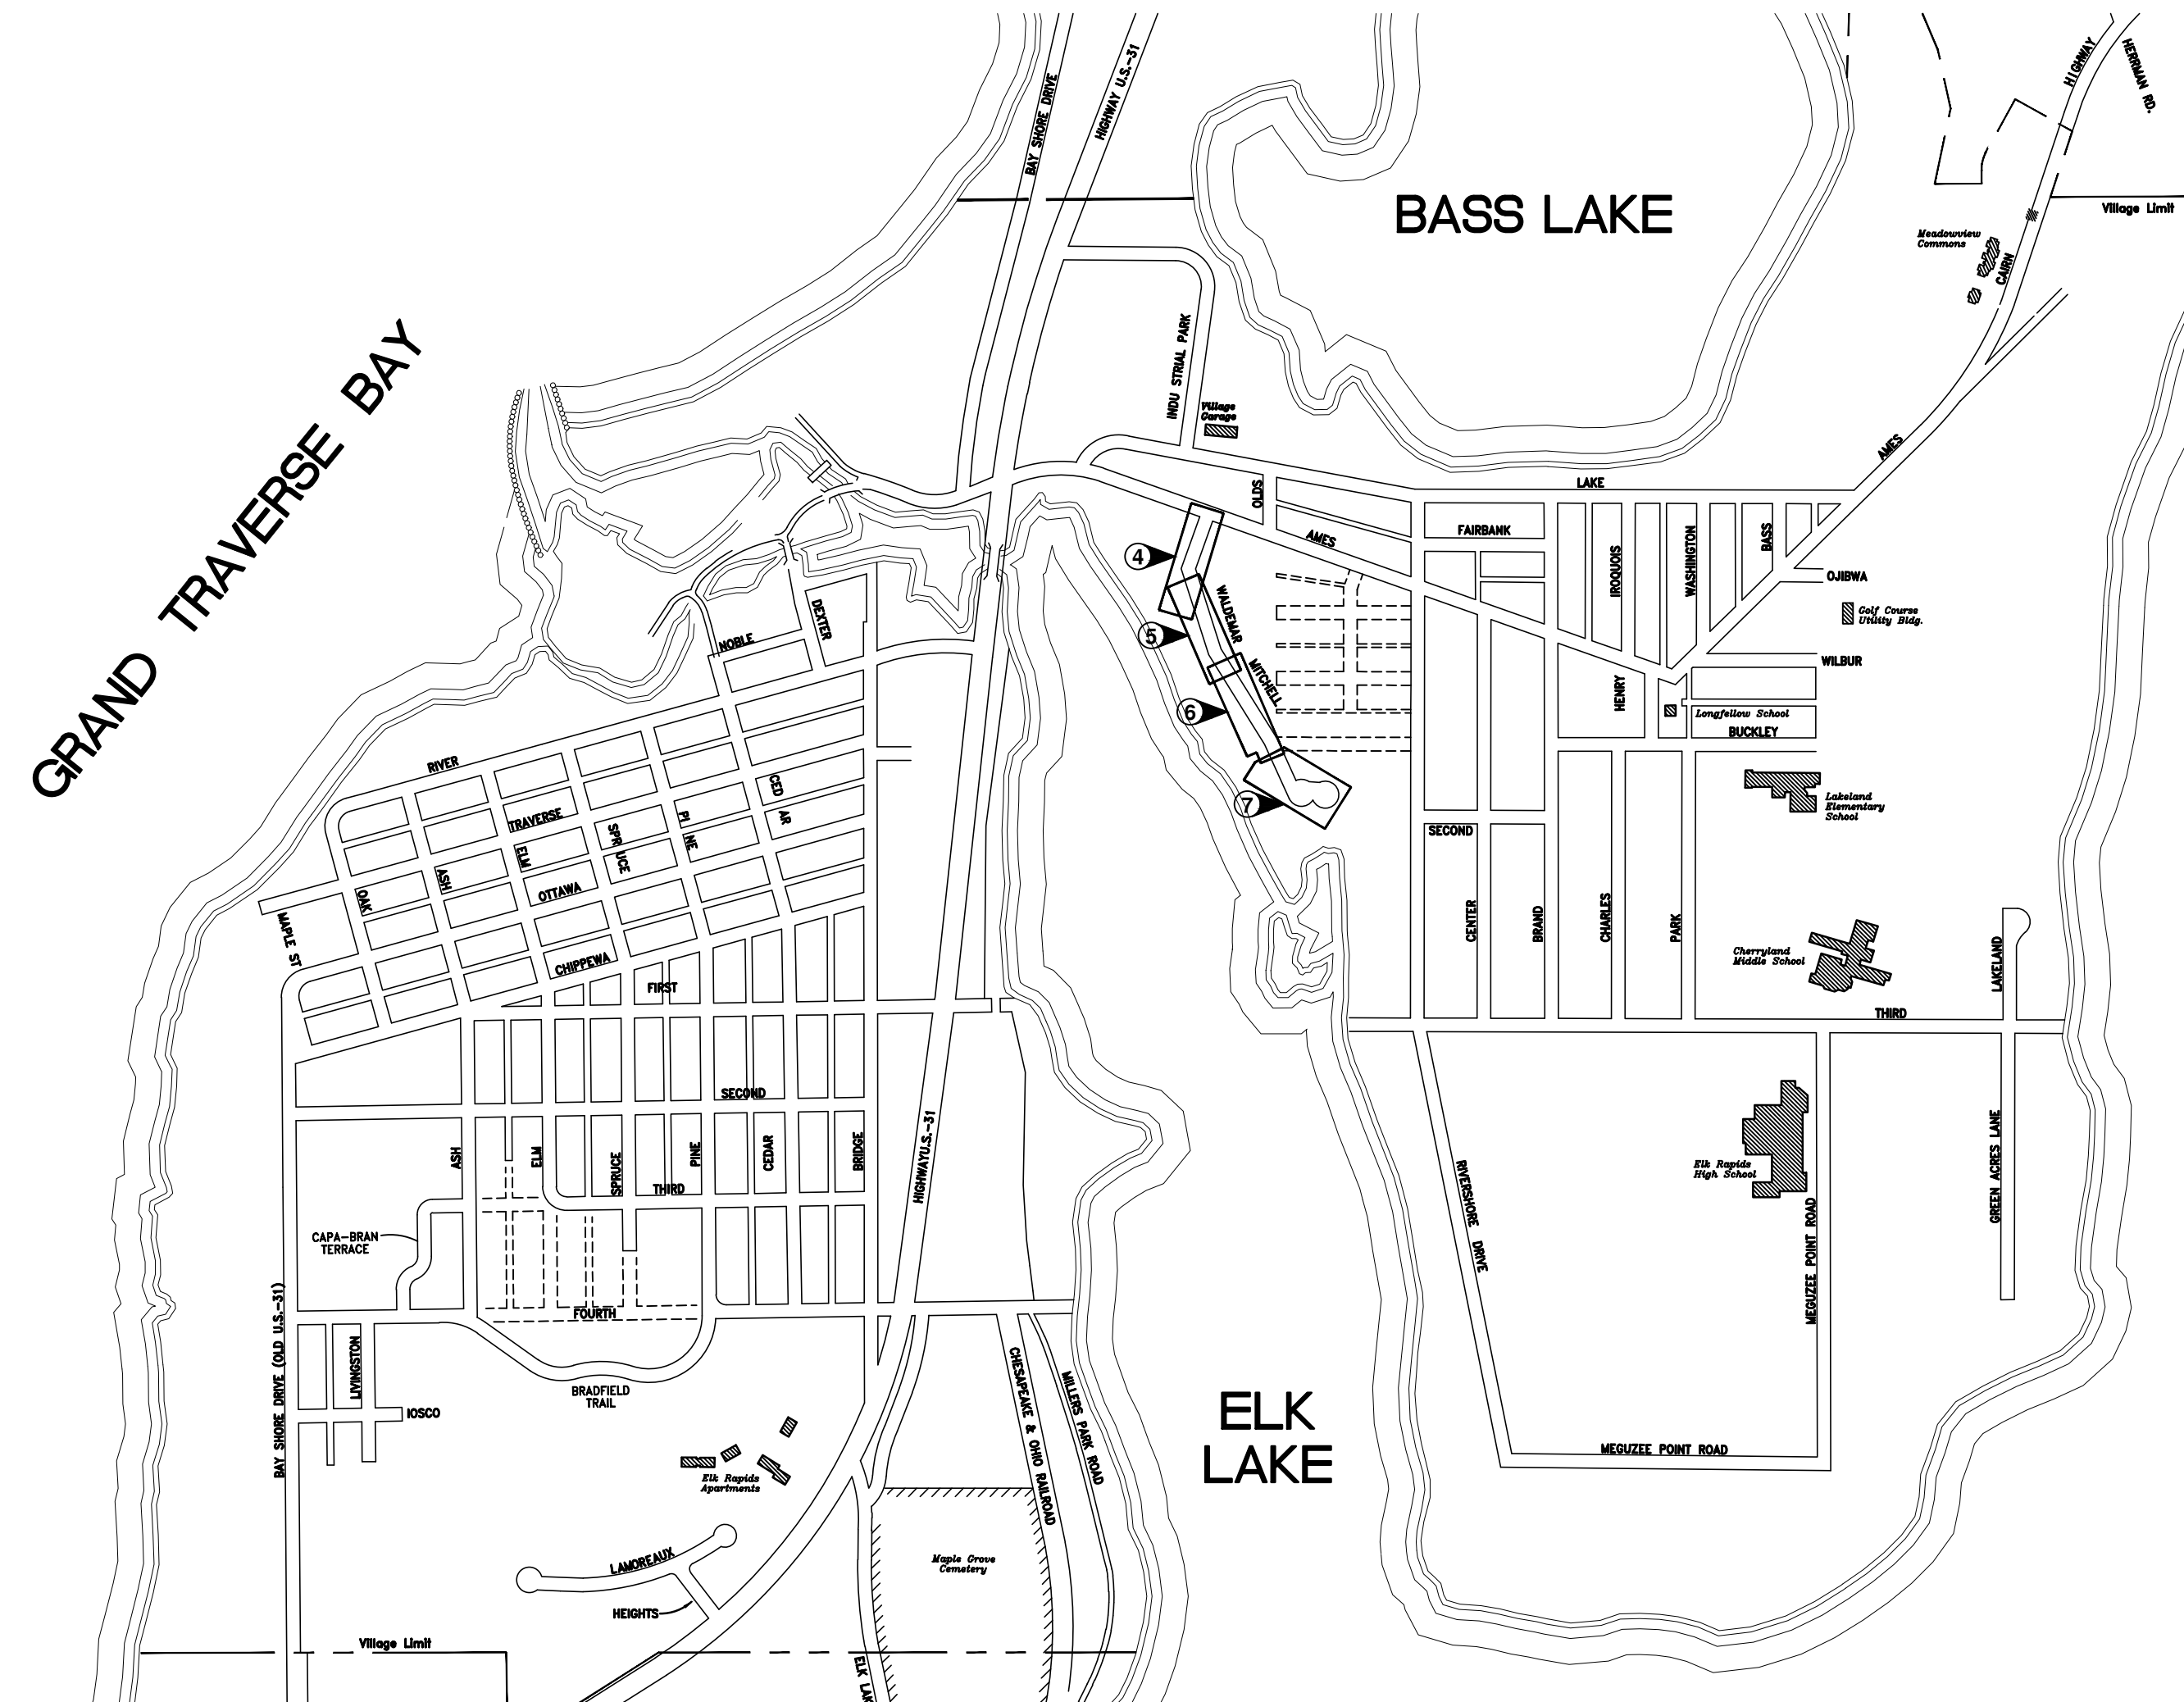 BAY SHORE DRIVE
HIGHWAY U.S.-31
HIGHWAY
HERRMAN RD.
BASS LAKE
Village Limit
Meadowview
Commons
CAIRN
GRAND TRAVERSE BAY
INDU STRIAL PARK
Village
Garage
AMES
LAKE
OLDS
FAIRBANK
AMES
IROQUOIS
WASHINGTON
BASS
OJIBWA
4
5
6
7
WALDEMAR
MITCHELL
Golf Course
Utility Bldg.
WILBUR
HENRY
Longfellow School
BUCKLEY
DEXTER
NOBLE
RIVER
TRAVERSE
CED AR
PI NE
SPR UCE
ELM
ASH
OAK
OTTAWA
MAPLE ST
CHIPPEWA
FIRST
SECOND
Lakeland
Elementary
School
CENTER
BRAND
CHARLES
PARK
Cherryland
Middle School
LAKELAND
THIRD
SECOND
ASH
ELM
SPRUCE
PINE
CEDAR
BRIDGE
HIGHWAYU.S.-31
THIRD
CAPA-BRAN
TERRACE
Elk Rapids
High School
RIVERSHORE DRIVE
MEGUZEE POINT ROAD
GREEN ACRES LANE
FOURTH
BAY SHORE DRIVE (OLD U.S.-31)
LIVINGSTON
IOSCO
BRADFIELD
TRAIL
CHESAPEAKE & OHIO RAILROAD
MILLERS PARK ROAD
ELK
LAKE
MEGUZEE POINT ROAD
Elk Rapids
Apartments
LAMOREAUX
HEIGHTS
Maple Grove
Cemetery
Village Limit
ELK LAK